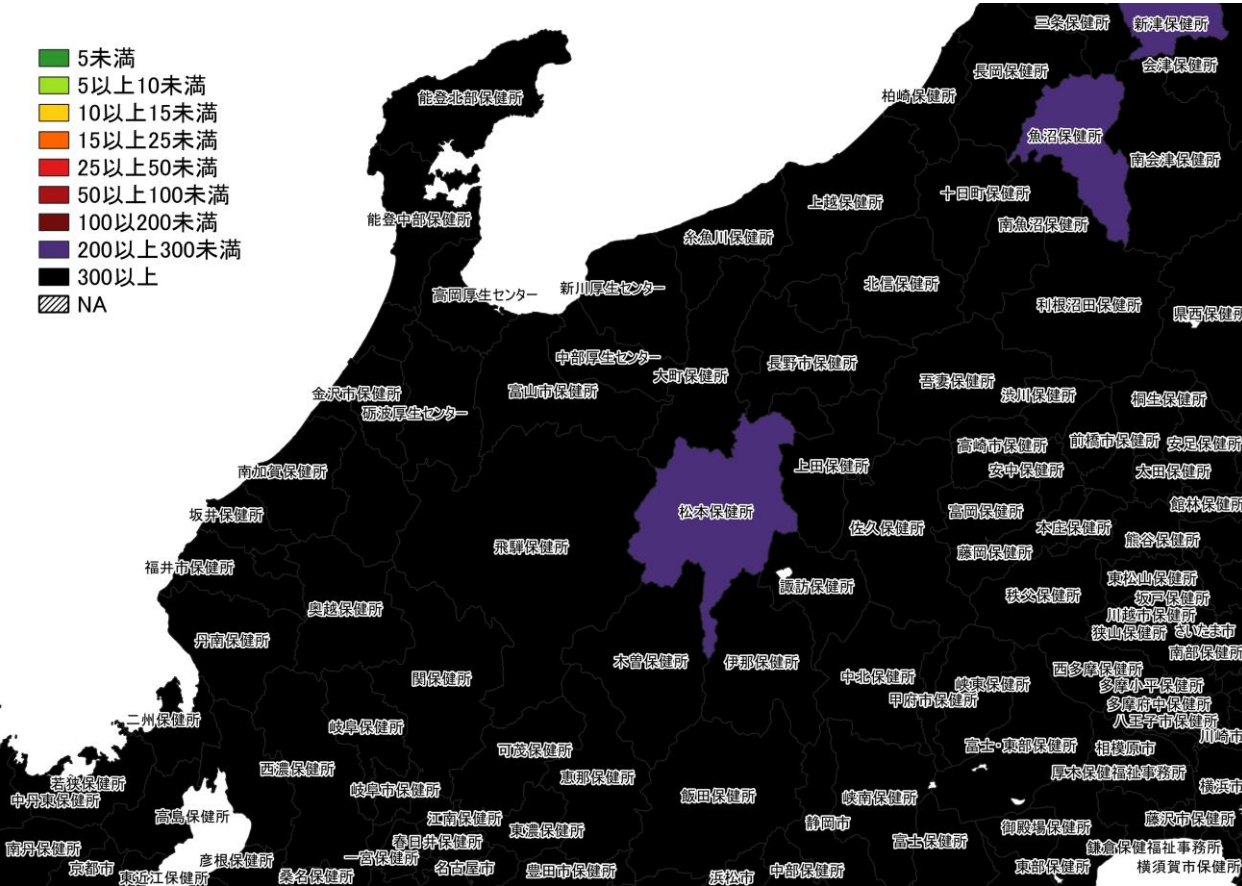 5未満
5以上10未満
10以上15未満
15以上25未満
25以上50未満
50以上100未満
100以200未満
200以上300未満
300以上
NA
三条保健所
新津保健所
会津保健所
長岡保健所
柏崎保健所
能登北部保健所
魚沼保健所
南会津保健所
十日町保健所
上越保健所
能登中部保健所
南魚沼保健所
糸魚川保健所
北信保健所
新川厚生センター
高岡厚生センター
利根沼田保健所
県西保健所
中部厚生センター
大町保健所
長野市保健所
吾妻保健所
渋川保健所
桐生保健所
金沢市保健所
砺波厚生センター
富山市保健所
高崎市保健所
前橋市保健所
安足保健所
南加賀保健所
上田保健所
安中保健所
太田保健所
坂井保健所
松本保健所
佐久保健所
富岡保健所
本庄保健所
館林保健所
飛騨保健所
藤岡保健所
熊谷保健所
福井市保健所
諏訪保健所
東松山保健所
秩父保健所
坂戸保健所
奥越保健所
川越市保健所
狭山保健所
さいたま市
丹南保健所
南部保健所
木曽保健所
伊那保健所
関保健所
中北保健所
峡東保健所
甲府市保健所
西多摩保健所
多摩小平保健所
多摩府中保健所
八王子市保健所
川崎市
二州保健所
岐阜保健所
可茂保健所
富士・東部保健所
相模原市
西濃保健所
恵那保健所
厚木保健福祉事務所
若狭保健所
中丹東保健所
岐阜市保健所
飯田保健所
峡南保健所
横浜市
高島保健所
江南保健所
東濃保健所
静岡市
御殿場保健所
藤沢市保健所
南丹保健所
春日井保健所
富士保健所
鎌倉保健福祉事務所
京都市
彦根保健所
一宮保健所
名古屋市
豊田市保健所
中部保健所
東部保健所
横須賀市保健所
東近江保健所
桑名保健所
浜松市